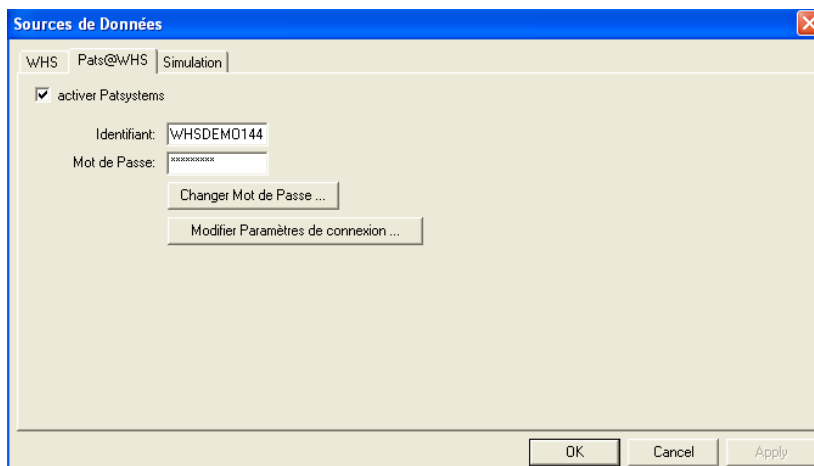 Sources de Données
WHS Pats@WHS Simulation
activer Patsystems
Identifiant: WHSDEMO144
Mot de Passe: *********
Changer Mot de Passe ...
Modifier Paramètres de connexion ...
OK Cancel Apply